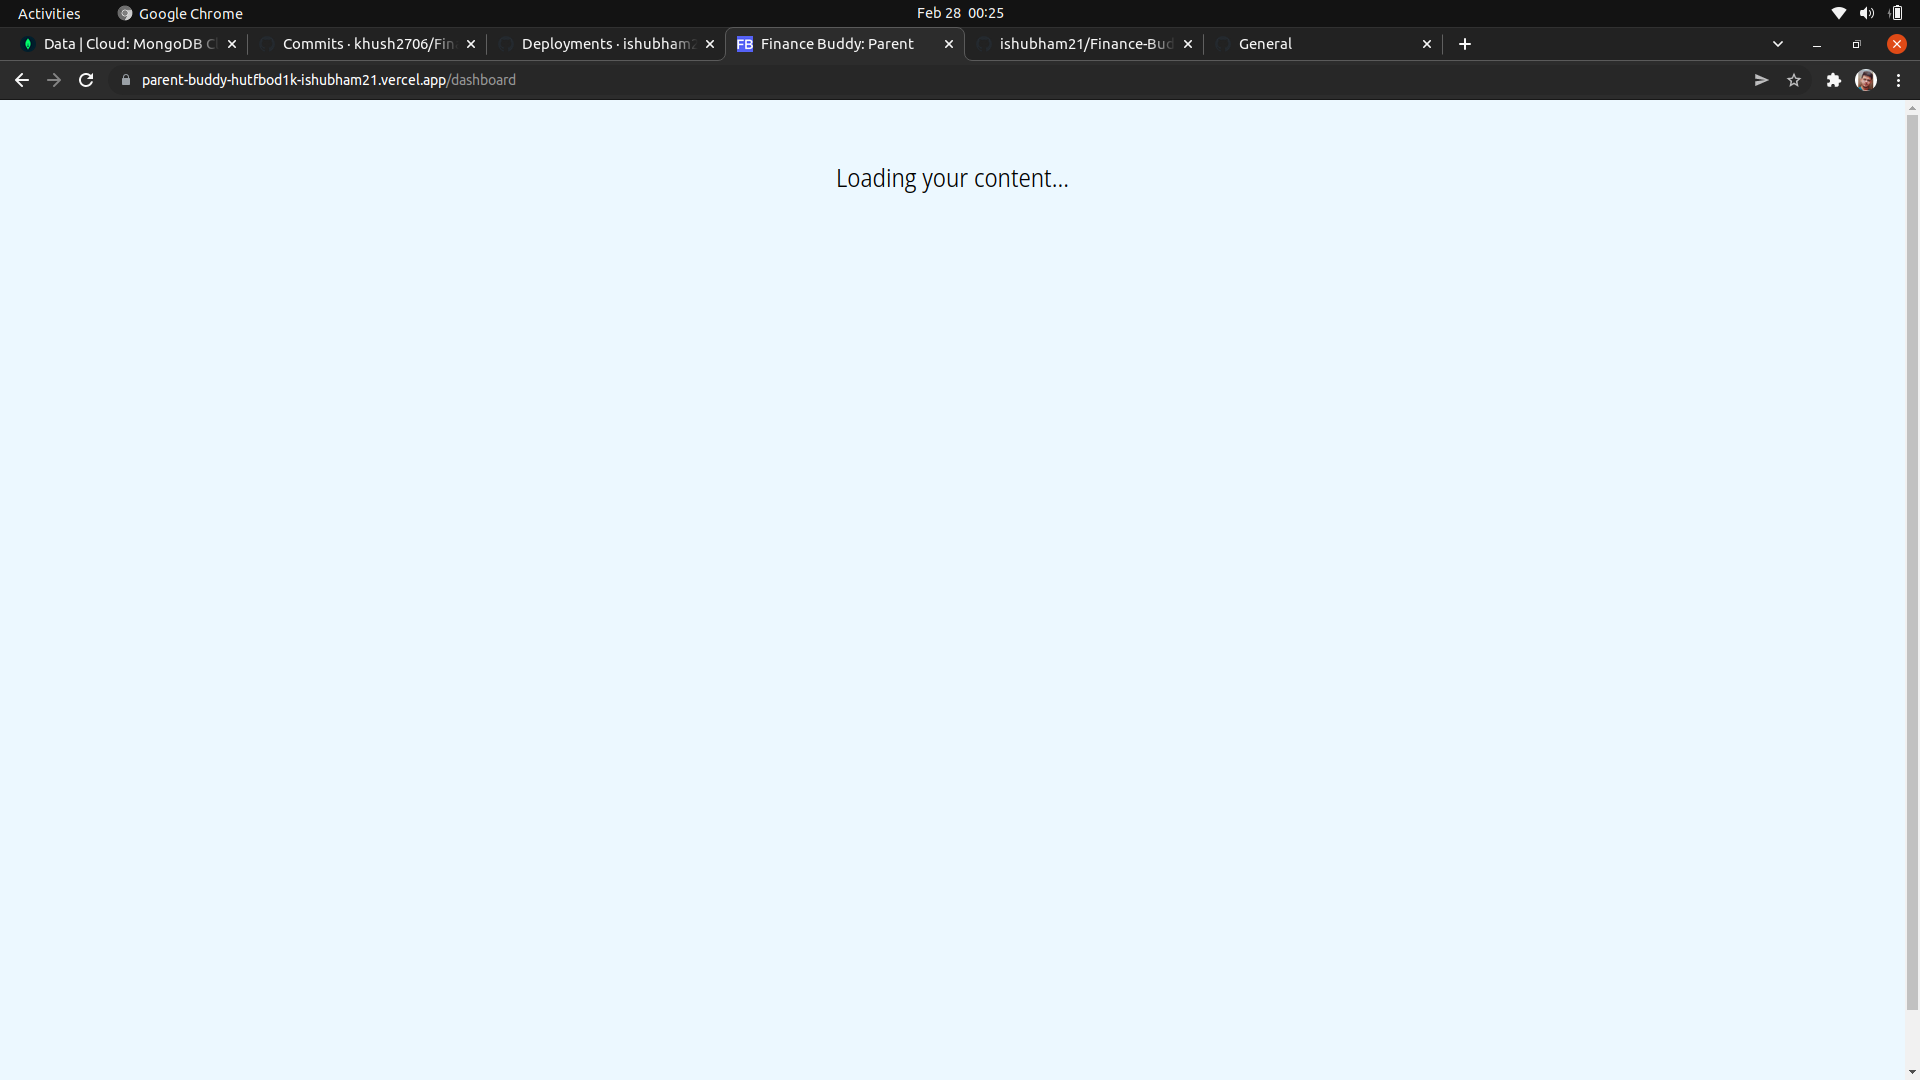 Activities
Google Chrome
Feb 28 00:25
Data | Cloud: MongoDB Cl
Commits · khush2706/Fin
Deployments · ishubham2
FB Finance Buddy: Parent
ishubham21/Finance-Bud
General
parent-buddy-hutfbod1k-ishubham21.vercel.app/dashboard
Loading your content...